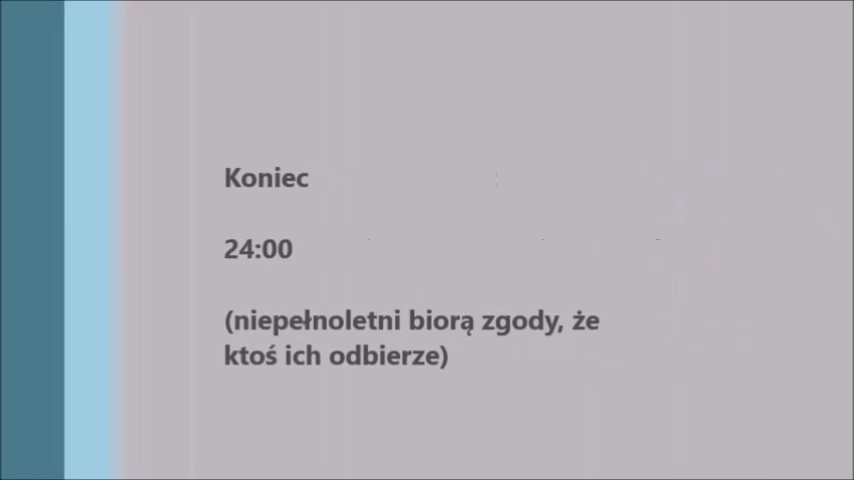 Koniec
24:00
(niepełnoletni biorą zgody, że
ktoś ich odbierze)